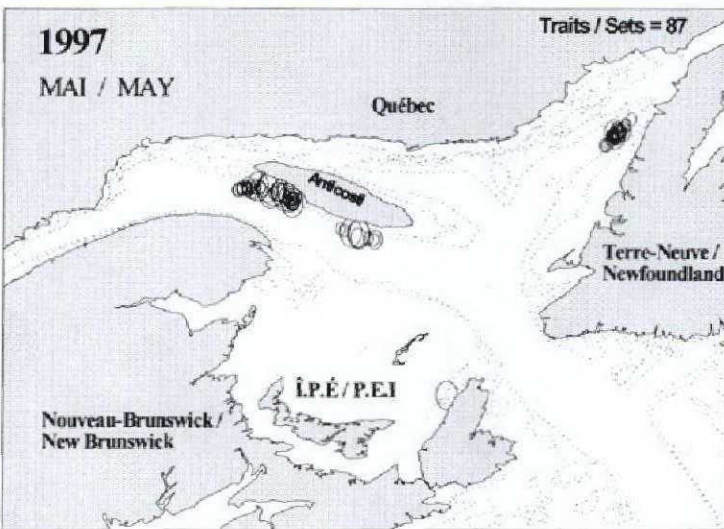 1997
Traits / Sets = 87
MAI / MAY
Québec
Anticosti
Terre-Neuve /
Newfoundland
Î.P.É / P.E.I
Nouveau-Brunswick /
New Brunswick